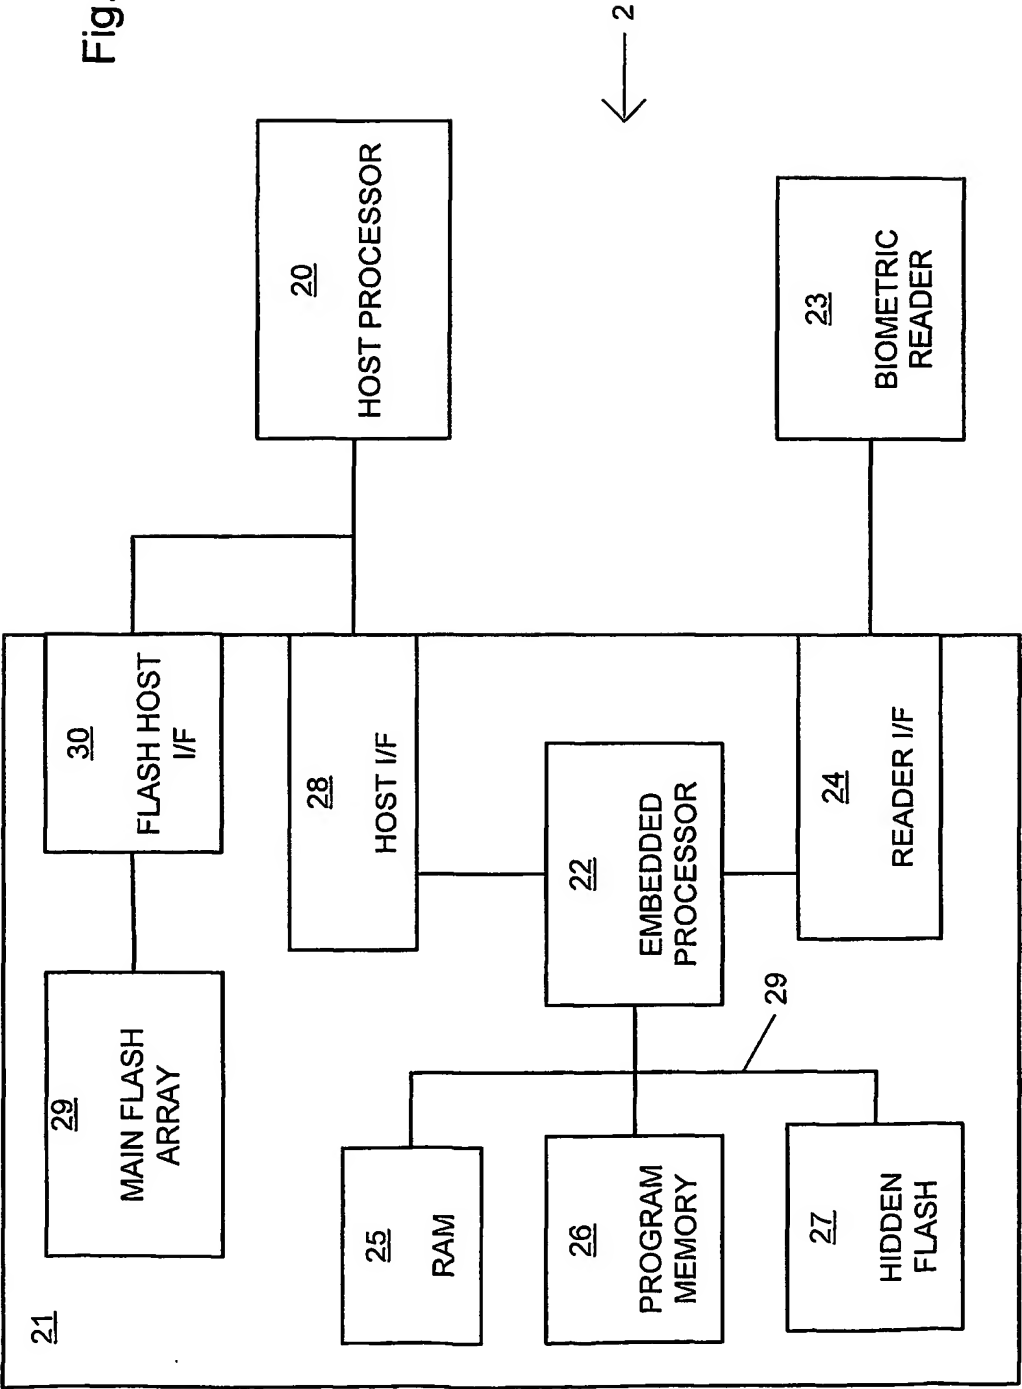 Fig.
21
29
MAIN FLASH
ARRAY
30
FLASH HOST
I/F
20
HOST PROCESSOR
28
HOST I/F
25
RAM
22
EMBEDDED
PROCESSOR
26
PROGRAM
MEMORY
2
29
27
HIDDEN
FLASH
24
READER I/F
23
BIOMETRIC
READER